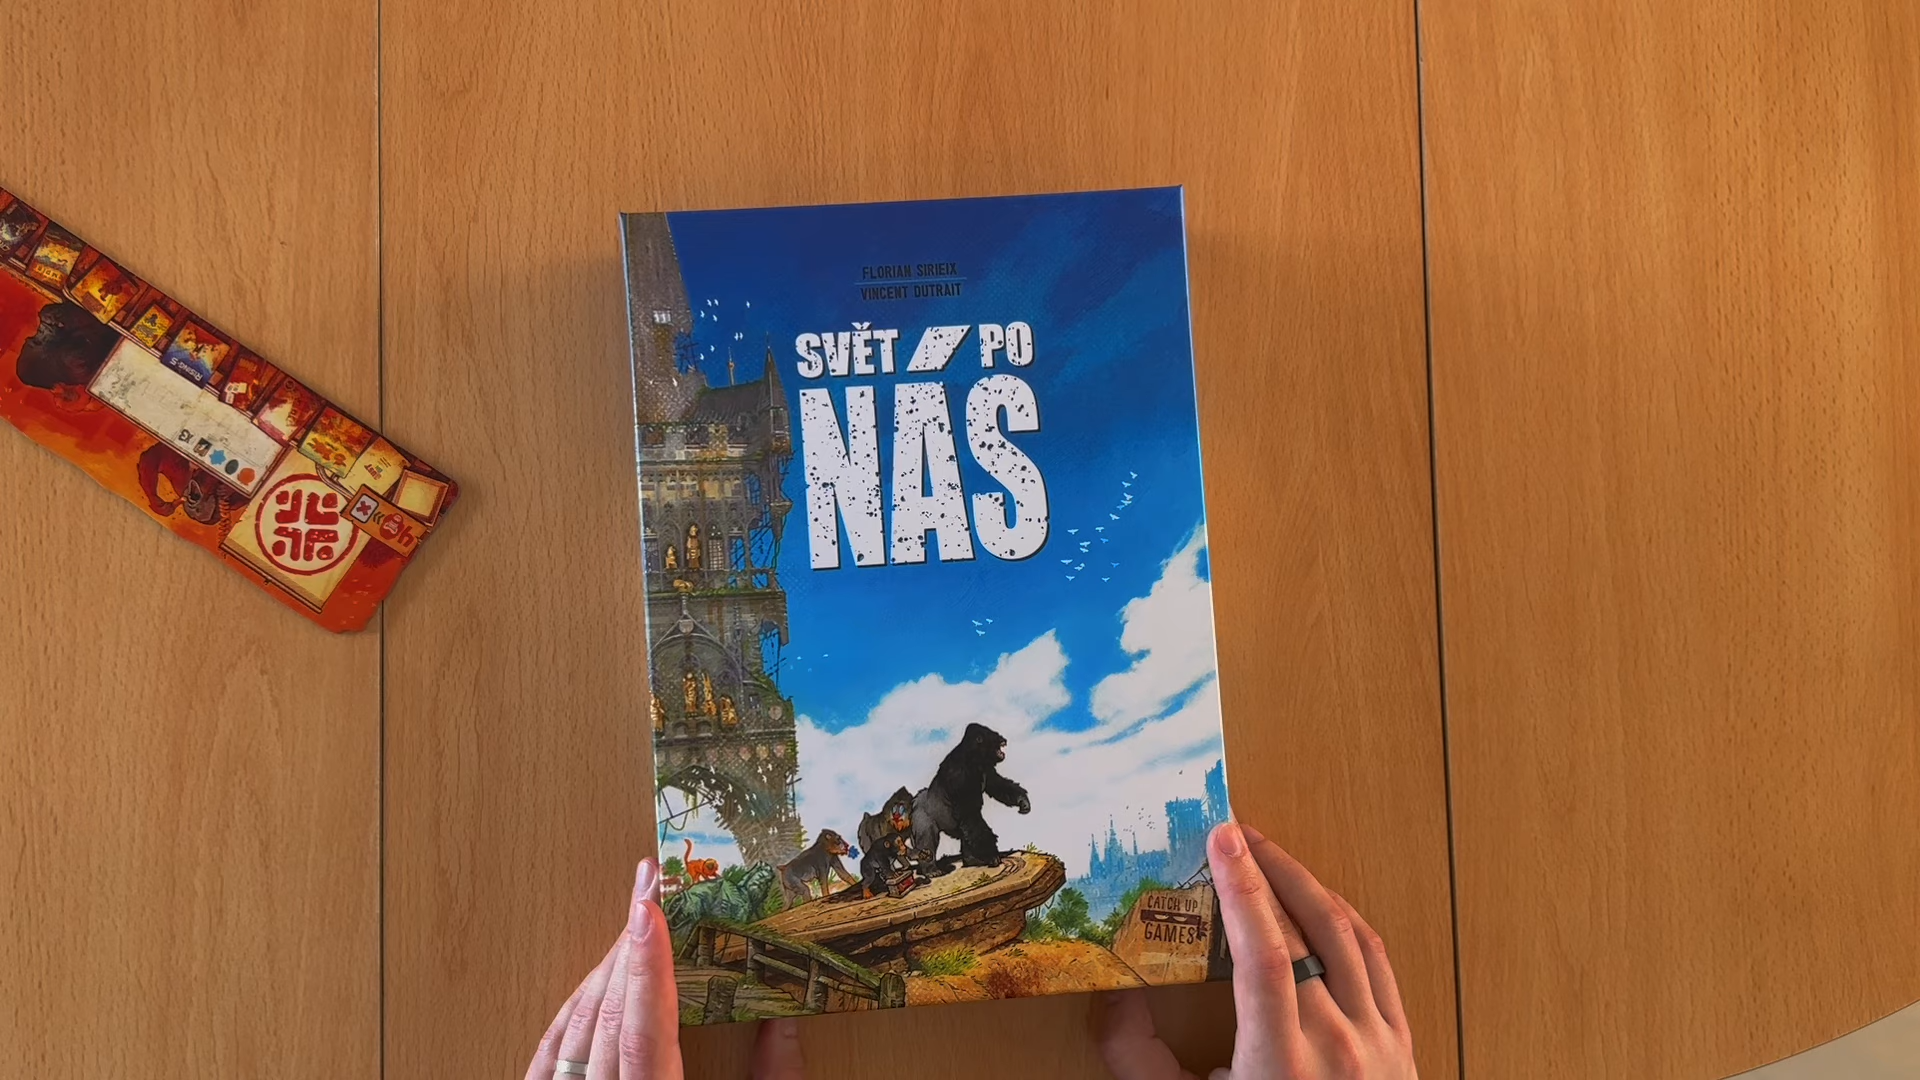 FLORIAN SIRIEIX
VINCENT DUTRAIT
SVĚT PO
NÁS
CATCH UP
GAMES